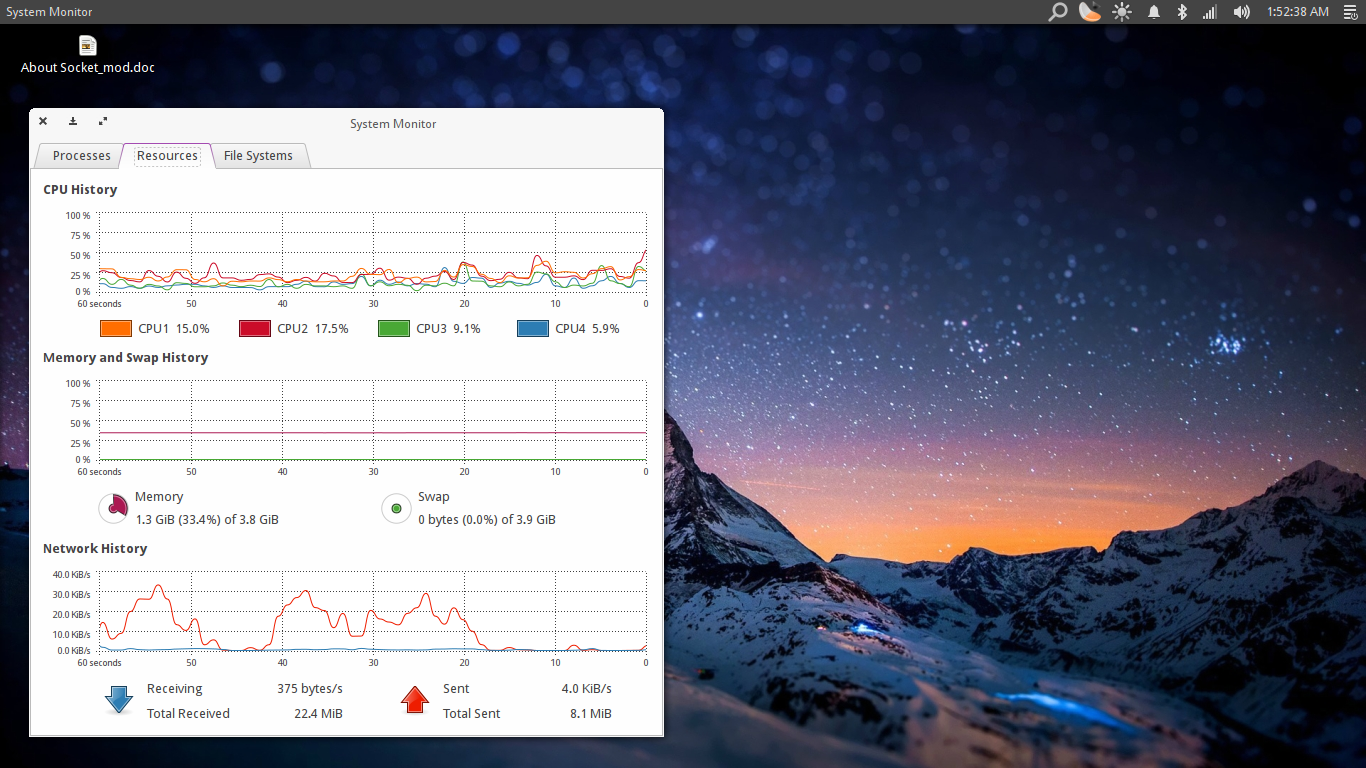 System Monitor
1:52:38 AM
About Socket_mod.doc
System Monitor
Processes Resources File Systems
CPU History
100 %
75 %
50 %
25 %
0 %
60 seconds 50 40 30 20 10 0
CPU1 15.0% CPU2 17.5% CPU3 9.1% CPU4 5.9%
Memory and Swap History
100 %
75 %
50 %
25 %
0 %
60 seconds 50 40 30 20 10 0
Memory Swap
1.3 GiB (33.4%) of 3.8 GiB 0 bytes (0.0%) of 3.9 GiB
Network History
40.0 KiB/s
30.0 KiB/s
20.0 KiB/s
10.0 KiB/s
0.0 KiB/s
60 seconds 50 40 30 20 10 0
Receiving 375 bytes/s Sent 4.0 KiB/s
Total Received 22.4 MiB Total Sent 8.1 MiB